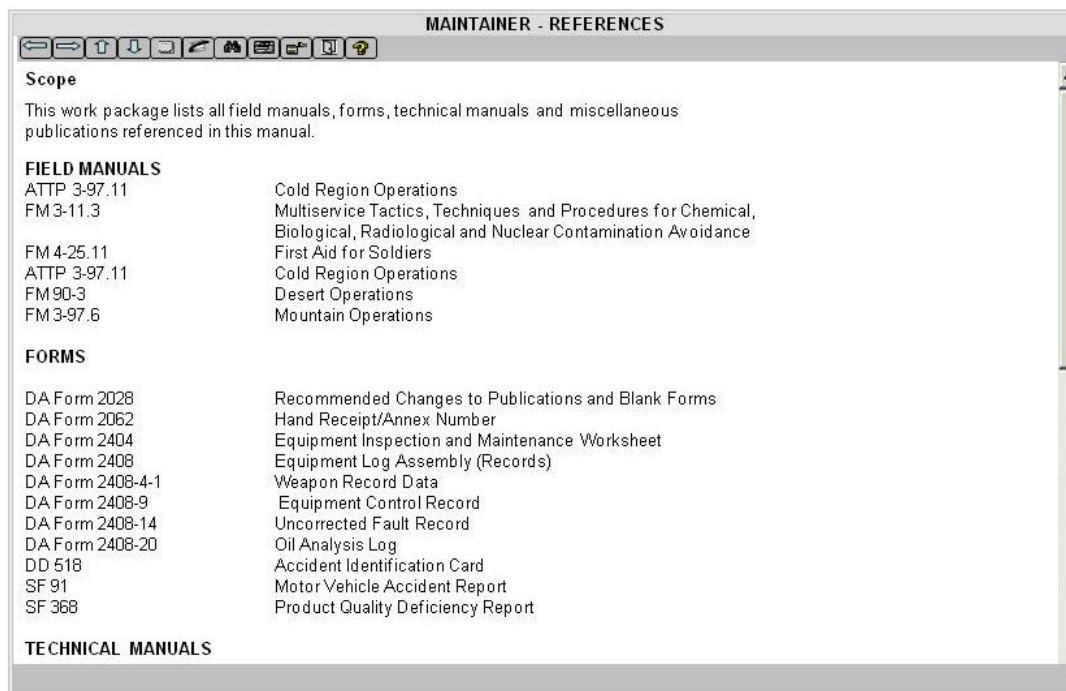 MAINTAINER - REFERENCES
Scope
This work package lists all field manuals, forms, technical manuals and miscellaneous
publications referenced in this manual.
FIELD MANUALS
ATTP 3-97.11 Cold Region Operations
FM 3-11.3 Multiservice Tactics, Techniques and Procedures for Chemical,
Biological, Radiological and Nuclear Contamination Avoidance
FM 4-25.11 First Aid for Soldiers
ATTP 3-97.11 Cold Region Operations
FM 90-3 Desert Operations
FM 3-97.6 Mountain Operations
FORMS
DA Form 2028 Recommended Changes to Publications and Blank Forms
DA Form 2062 Hand Receipt/Annex Number
DA Form 2404 Equipment Inspection and Maintenance Worksheet
DA Form 2408 Equipment Log Assembly (Records)
DA Form 2408-4-1 Weapon Record Data
DA Form 2408-9 Equipment Control Record
DA Form 2408-14 Uncorrected Fault Record
DA Form 2408-20 Oil Analysis Log
DD 518 Accident Identification Card
SF 91 Motor Vehicle Accident Report
SF 368 Product Quality Deficiency Report
TECHNICAL MANUALS